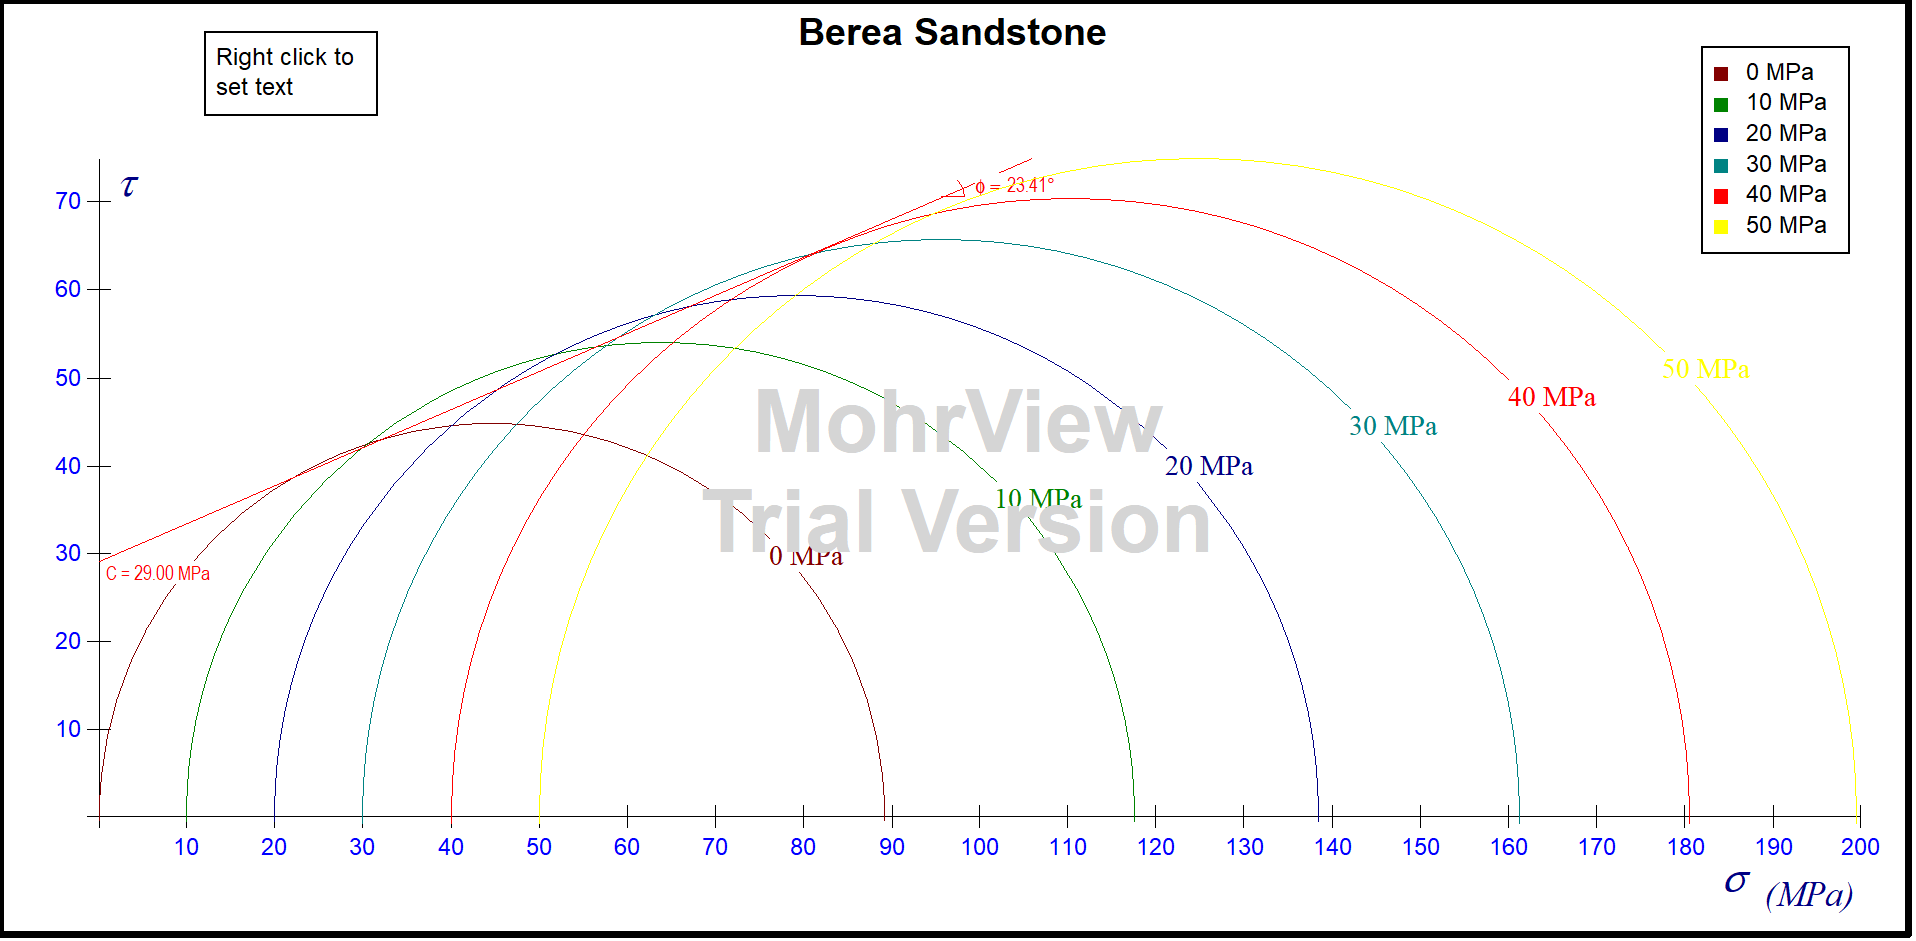 Berea Sandstone
Right click to
set text
0 MPa
10 MPa
20 MPa
30 MPa
40 MPa
50 MPa
τ
70
60
50
40
30
20
10
ϕ = 23.41°
C = 29.00 MPa
50 MPa
40 MPa
30 MPa
20 MPa
10 MPa
0 MPa
MohrView
Trial Version
10 20 30 40 50 60 70 80 90 100 110 120 130 140 150 160 170 180 190 200
σ (MPa)